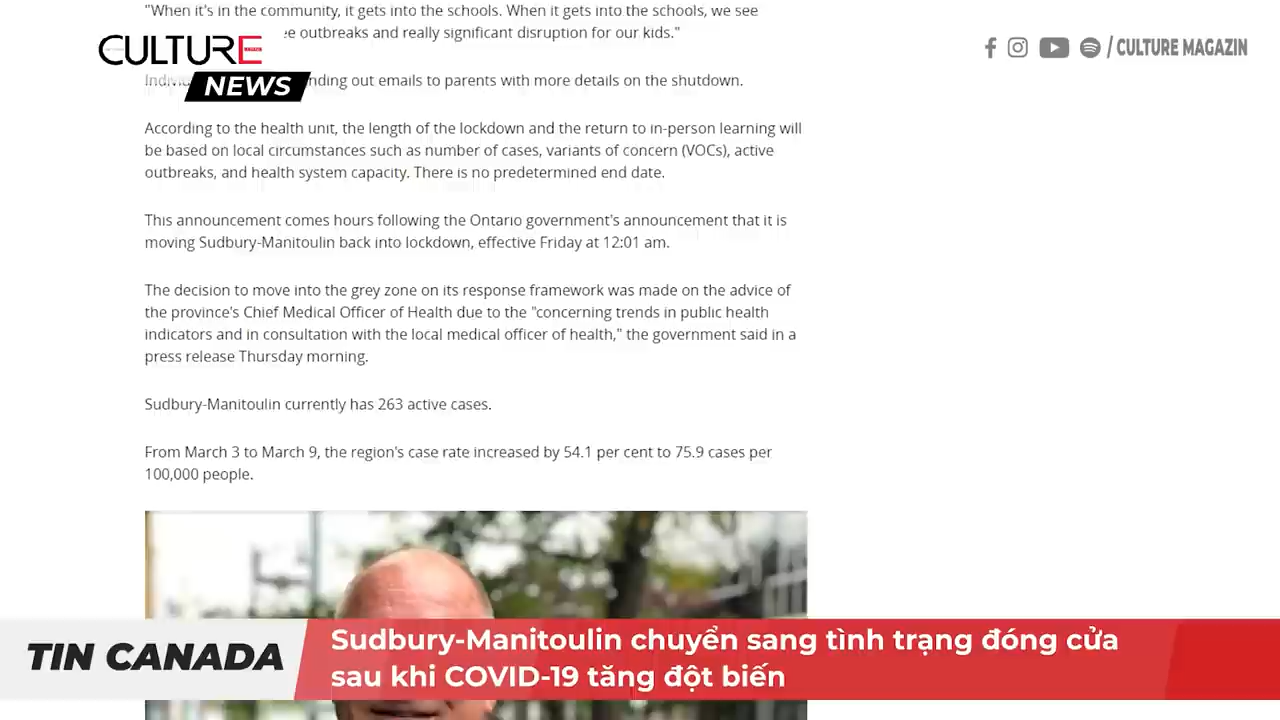 "When it's in the community, it gets into the schools. When it gets into the schools, we see
outbreaks and really significant disruption for our kids."
CULTURE
NEWS
/ CULTURE MAGAZIN
out emails to parents with more details on the shutdown.
According to the health unit, the length of the lockdown and the return to in-person learning will
be based on local circumstances such as number of cases, variants of concern (VOCs), active
outbreaks, and health system capacity. There is no predetermined end date.
This announcement comes hours following the Ontario government's announcement that it is
moving Sudbury-Manitoulin back into lockdown, effective Friday at 12:01 am.
The decision to move into the grey zone on its response framework was made on the advice of
the province's Chief Medical Officer of Health due to the "concerning trends in public health
indicators and in consultation with the local medical officer of health," the government said in a
press release Thursday morning.
Sudbury-Manitoulin currently has 263 active cases.
From March 3 to March 9, the region's case rate increased by 54.1 per cent to 75.9 cases per
100,000 people.
TIN CANADA
Sudbury-Manitoulin chuyển sang tình trạng đóng cửa
sau khi COVID-19 tăng đột biến